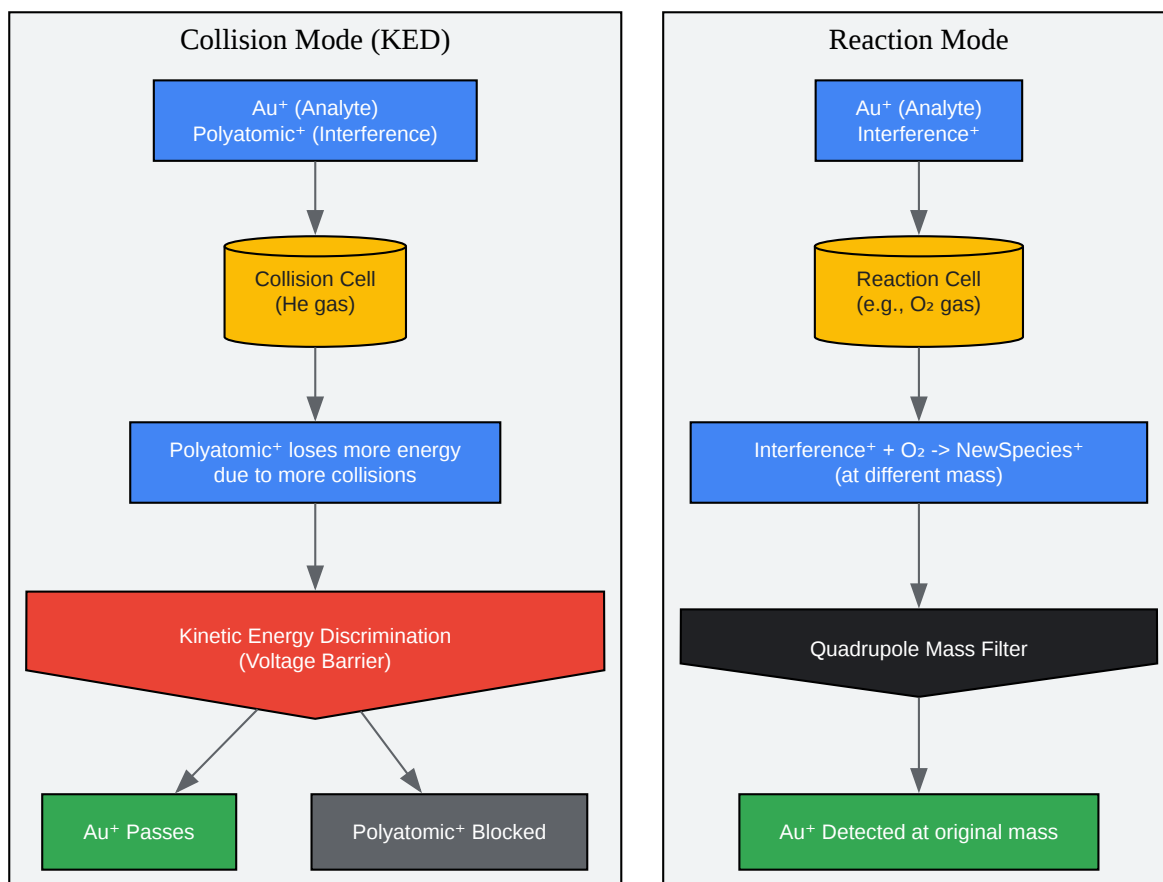 Collision Mode (KED)
Au⁺ (Analyte)
Polyatomic⁺ (Interference)
Collision Cell
(He gas)
Polyatomic⁺ loses more energy
due to more collisions
Kinetic Energy Discrimination
(Voltage Barrier)
Au⁺ Passes
Polyatomic⁺ Blocked
Reaction Mode
Au⁺ (Analyte)
Interference⁺
Reaction Cell
(e.g., O₂ gas)
Interference⁺ + O₂ -> NewSpecies⁺
(at different mass)
Quadrupole Mass Filter
Au⁺ Detected at original mass